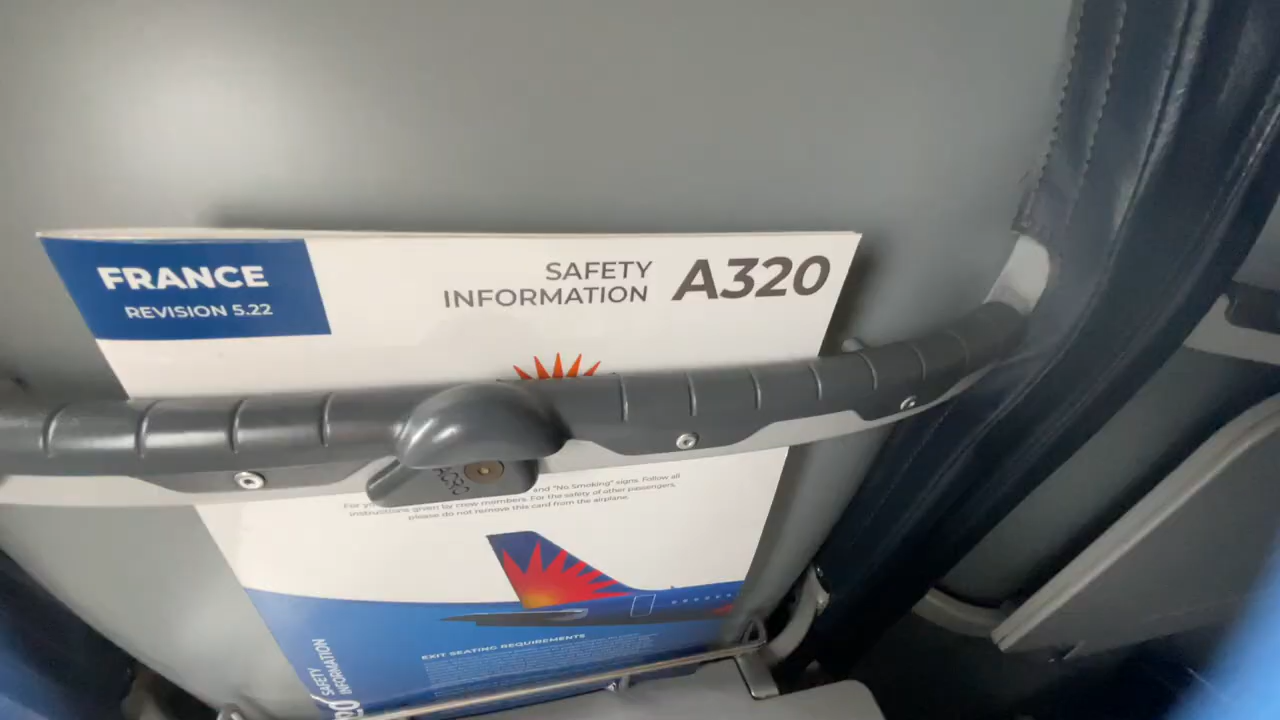 FRANCE
REVISION 5.22
SAFETY
INFORMATION
A320
ACRO
and "No Smoking" signs. Follow all
instructions given by crew members. For the safety of other passengers,
please do not remove this card from the airplane.
EXIT SEATING REQUIREMENTS
SAFETY
INFORMATION